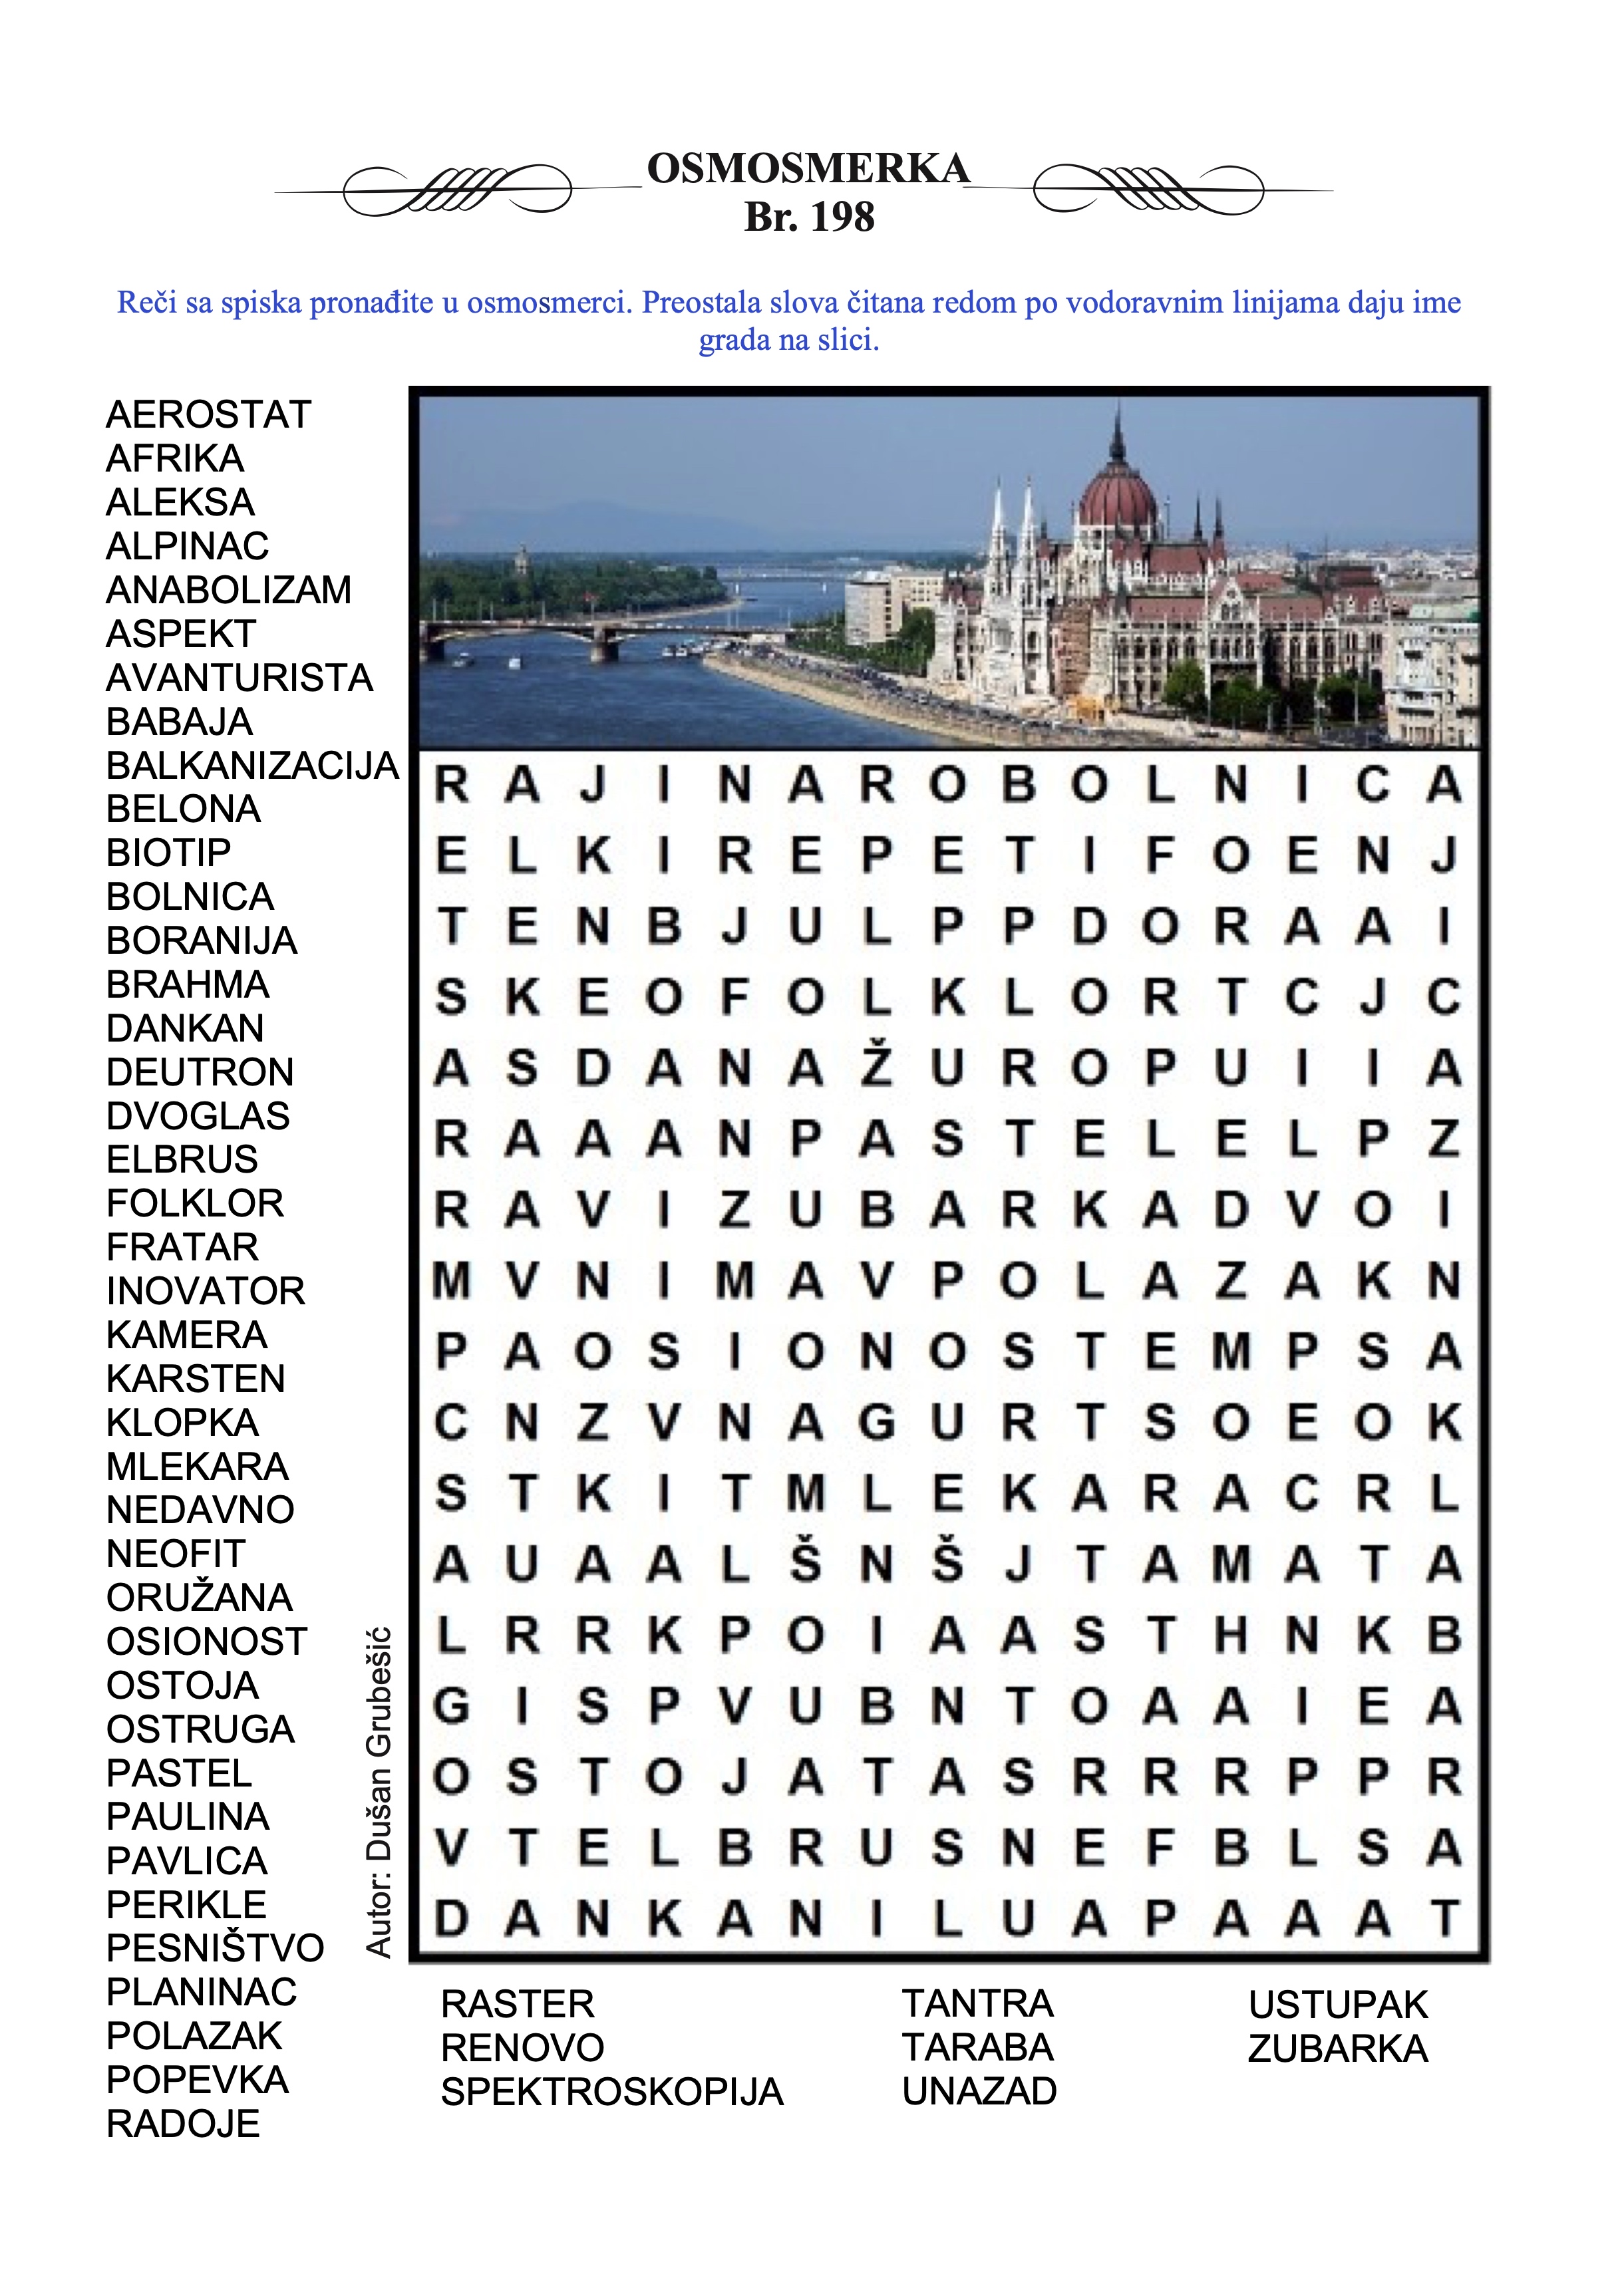 OSMOSMERKA
Br. 198
Reči sa spiska pronađite u osmosmerci. Preostala slova čitana redom po vodoravnim linijama daju ime
grada na slici.
AEROSTAT
AFRIKA
ALEKSA
ALPINAC
ANABOLIZAM
ASPEKT
AVANTURISTA
BABAJA
BALKANIZACIJA
BELONA
BIOTIP
BOLNICA
BORANIJA
BRAHMA
DANKAN
DEUTRON
DVOGLAS
ELBRUS
FOLKLOR
FRATAR
INOVATOR
KAMERA
KARSTEN
KLOPKA
MLEKARA
NEDAVNO
NEOFIT
ORUŽANA
OSIONOST
OSTOJA
OSTRUGA
PASTEL
PAULINA
PAVLICA
PERIKLE
PESNIŠTVO
PLANINAC
POLAZAK
POPEVKA
RADOJE
R A J I N A R O B O L N I C A
E L K I R E P E T I F O E N J
T E N B J U L P P D O R A A I
S K E O F O L K L O R T C J C
A S D A N A Ž U R O P U I I A
R A A A N P A S T E L E L P Z
R A V I Z U B A R K A D V O I
M V N I M A V P O L A Z A K N
P A O S I O N O S T E M P S A
C N Z V N A G U R T S O E O K
S T K I T M L E K A R A C R L
A U A A L Š N Š J T A M A T A
L R R K P O I A A S T H N K B
G I S P V U B N T O A A I E A
O S T O J A T A S R R R P P R
V T E L B R U S N E F B L S A
D A N K A N I L U A P A A A T
Autor: Dušan Grubešić
RASTER
RENOVO
SPEKTROSKOPIJA
TANTRA
TARABA
UNAZAD
USTUPAK
ZUBARKA